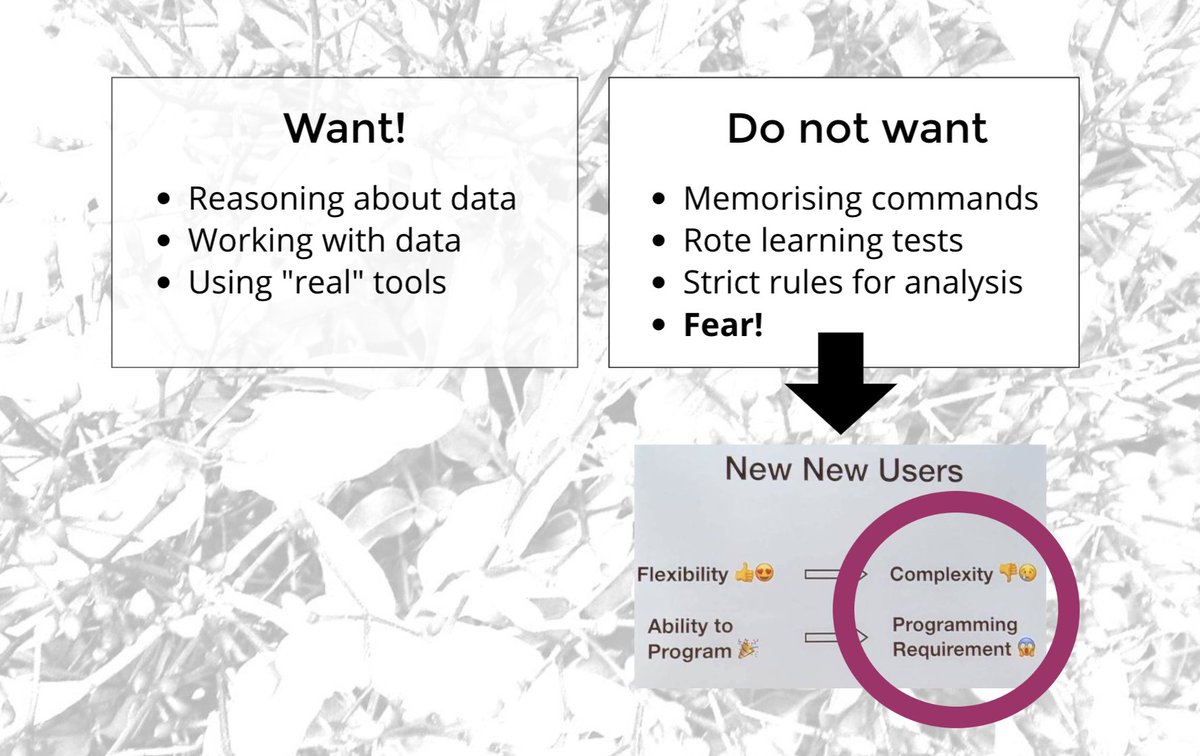 Want!
• Reasoning about data
• Working with data
• Using "real" tools
Do not want
• Memorising commands
• Rote learning tests
• Strict rules for analysis
• Fear!
New New Users
Flexibility 👍😍
Complexity 👎😢
Ability to
Program 🎉
Programming
Requirement 😱